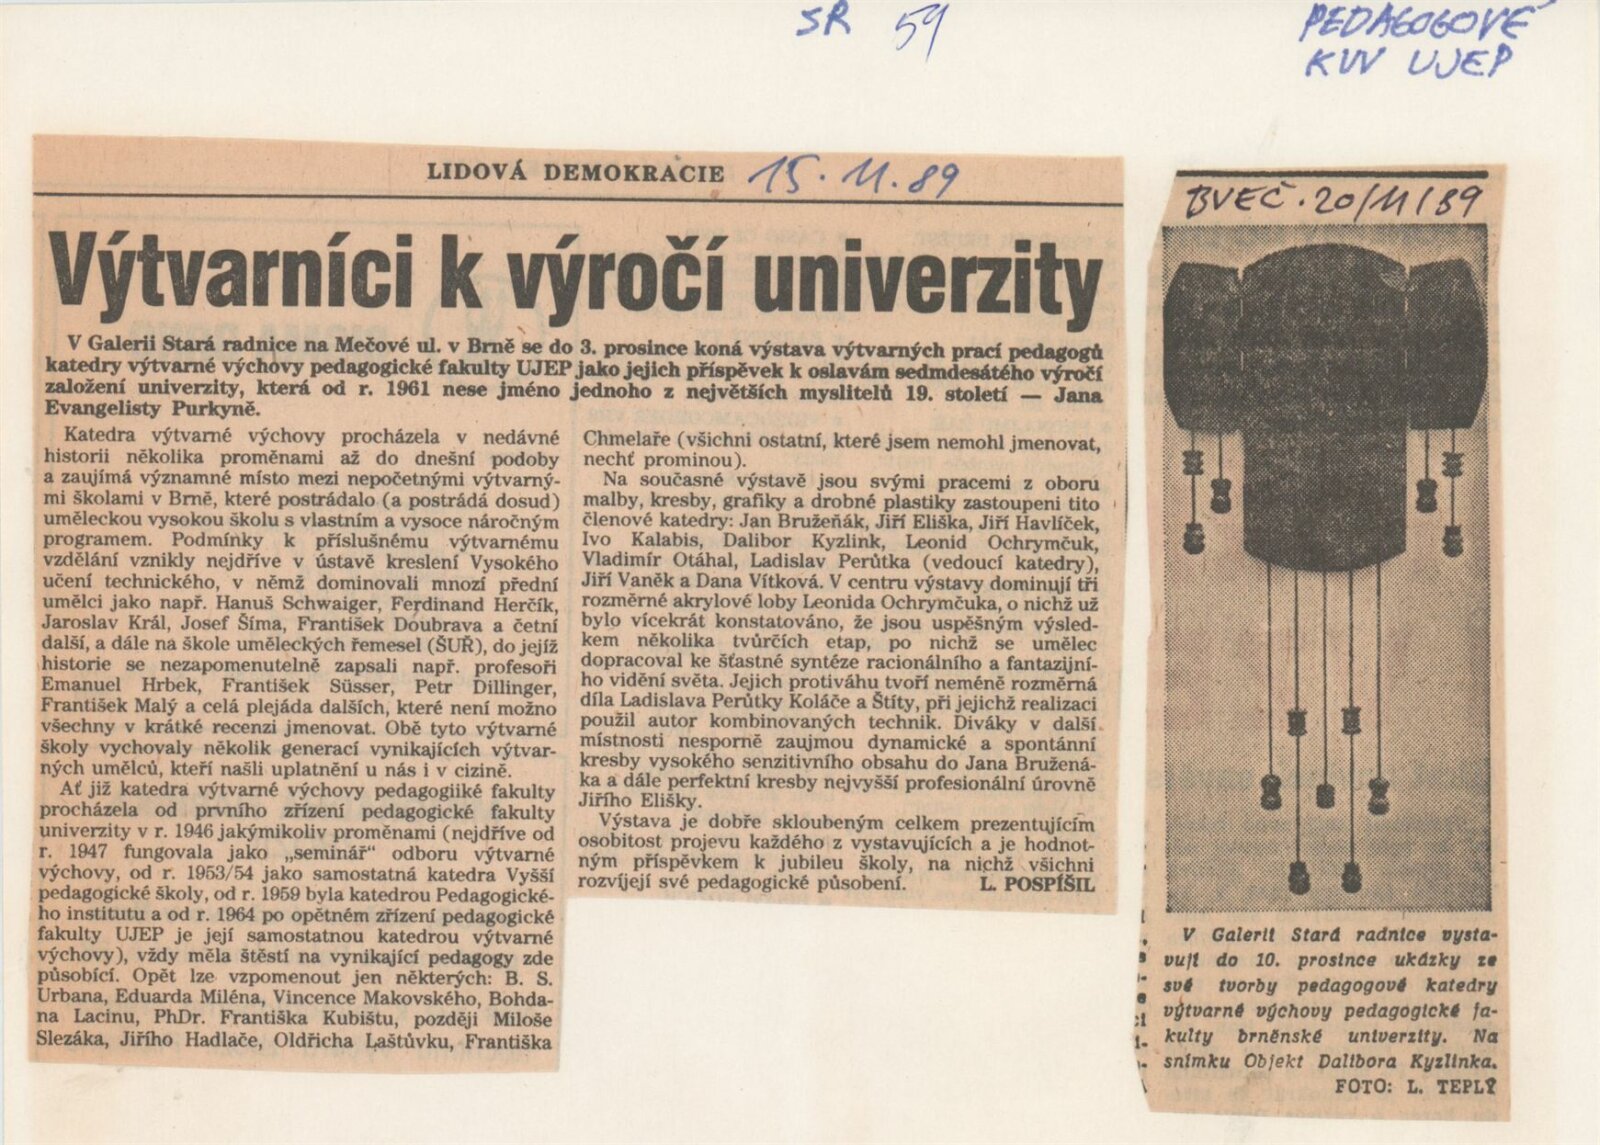 SR 59
PEDAGOGOVÉ
KVV UJEP
LIDOVÁ DEMOKRACIE 15.11.89
Výtvarníci k výročí univerzity
V Galerii Stará radnice na Mečové ul. v Brně se do 3. prosince koná výstava výtvarných prací pedagogů
katedry výtvarné výchovy pedagogické fakulty UJEP jako jejich příspěvek k oslavám sedmdesátého výročí
založení univerzity, která od r. 1961 nese jméno jednoho z největších myslitelů 19. století — Jana
Evangelisty Purkyně.
Katedra výtvarné výchovy procházela v nedávné
historii několika proměnami až do dnešní podoby
a zaujímá významné místo mezi nepočetnými výtvarný-
mi školami v Brně, které postrádalo (a postrádá dosud)
uměleckou vysokou školu s vlastním a vysoce náročným
programem. Podmínky k příslušnému výtvarnému
vzdělání vznikly nejdříve v ústavě kreslení Vysokého
učení technického, v němž dominovali mnozí přední
umělci jako např. Hanuš Schwaiger, Ferdinand Herčík,
Jaroslav Král, Josef Šíma, František Doubrava a četní
další, a dále na škole uměleckých řemesel (ŠUŘ), do jejíž
historie se nezapomenutelně zapsali např. profesoři
Emanuel Hrbek, František Süsser, Petr Dillinger,
František Malý a celá plejáda dalších, které není možno
všechny v krátké recenzi jmenovat. Obě tyto výtvarné
školy vychovaly několik generací vynikajících výtvar-
ných umělců, kteří našli uplatnění u nás i v cizině.
Ať již katedra výtvarné výchovy pedagogiiké fakulty
procházela od prvního zřízení pedagogické fakulty
univerzity v r. 1946 jakýmikoliv proměnami (nejdříve od
r. 1947 fungovala jako „seminář“ odboru výtvarné
výchovy, od r. 1953/54 jako samostatná katedra Vyšší
pedagogické školy, od r. 1959 byla katedrou Pedagogické-
ho institutu a od r. 1964 po opětném zřízení pedagogické
fakulty UJEP je její samostatnou katedrou výtvarné
výchovy), vždy měla štěstí na vynikající pedagogy zde
působící. Opět lze vzpomenout jen některých: B. S.
Urbana, Eduarda Miléna, Vincence Makovského, Bohda-
na Lacinu, PhDr. Františka Kubištu, později Miloše
Slezáka, Jiřího Hadlače, Oldřicha Laštůvku, Františka
Chmelaře (všichni ostatní, které jsem nemohl jmenovat,
nechť prominou).
Na současné výstavě jsou svými pracemi z oboru
malby, kresby, grafiky a drobné plastiky zastoupeni tito
členové katedry: Jan Bružeňák, Jiří Eliška, Jiří Havlíček,
Ivo Kalabis, Dalibor Kyzlink, Leonid Ochrymčuk,
Vladimír Otáhal, Ladislav Perůtka (vedoucí katedry),
Jiří Vaněk a Dana Vítková. V centru výstavy dominují tři
rozměrné akrylové loby Leonida Ochrymčuka, o nichž už
bylo vícekrát konstatováno, že jsou uspěšným výsled-
kem několika tvůrčích etap, po nichž se umělec
dopracoval ke šťastné syntéze racionálního a fantazijní-
ho vidění světa. Jejich protiváhu tvoří neméně rozměrná
díla Ladislava Perůtky Koláče a Štíty, při jejichž realizaci
použil autor kombinovaných technik. Diváky v další
místnosti nesporně zaujmou dynamické a spontánní
kresby vysokého senzitivního obsahu do Jana Bružená-
ka a dále perfektní kresby nejvyšší profesionální úrovně
Jiřího Elišky.
Výstava je dobře skloubeným celkem prezentujícím
osobitost projevu každého z vystavujících a je hodnot-
ným příspěvkem k jubileu školy, na nichž všichni
rozvíjejí své pedagogické působení. L. POSPÍŠIL
BVEČ. 20/11/89
V Galerii Stará radnice vysta-
vují do 10. prosince ukázky ze
své tvorby pedagogové katedry
výtvarné výchovy pedagogické fa-
kulty brněnské univerzity. Na
snímku Objekt Dalibora Kyzlinka.
FOTO: L. TEPLÝ